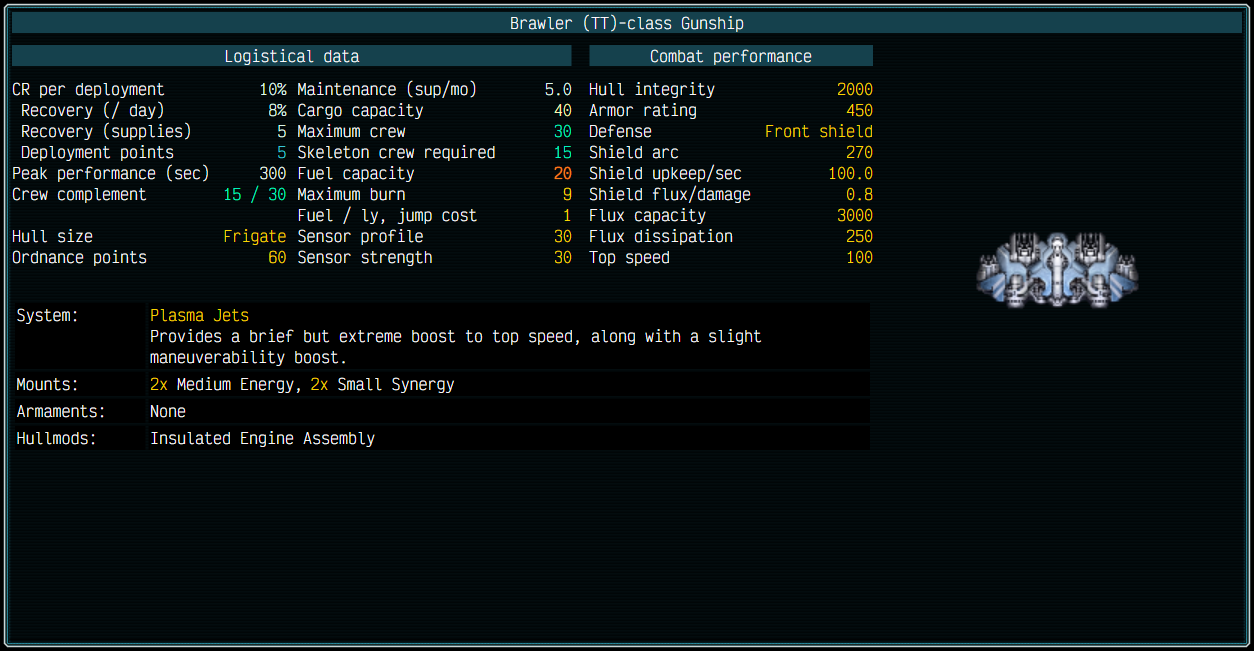 Brawler (TT)-class Gunship
Logistical data
CR per deployment 10% Maintenance (sup/mo) 5.0
Recovery (/ day) 8% Cargo capacity 40
Recovery (supplies) 5 Maximum crew 30
Deployment points 5 Skeleton crew required 15
Peak performance (sec) 300 Fuel capacity 20
Crew complement 15 / 30 Maximum burn 9
Fuel / ly, jump cost 1
Hull size Frigate Sensor profile 30
Ordnance points 60 Sensor strength 30
Combat performance
Hull integrity 2000
Armor rating 450
Defense Front shield
Shield arc 270
Shield upkeep/sec 100.0
Shield flux/damage 0.8
Flux capacity 3000
Flux dissipation 250
Top speed 100
System: Plasma Jets
Provides a brief but extreme boost to top speed, along with a slight
maneuverability boost.
Mounts: 2x Medium Energy, 2x Small Synergy
Armaments: None
Hullmods: Insulated Engine Assembly